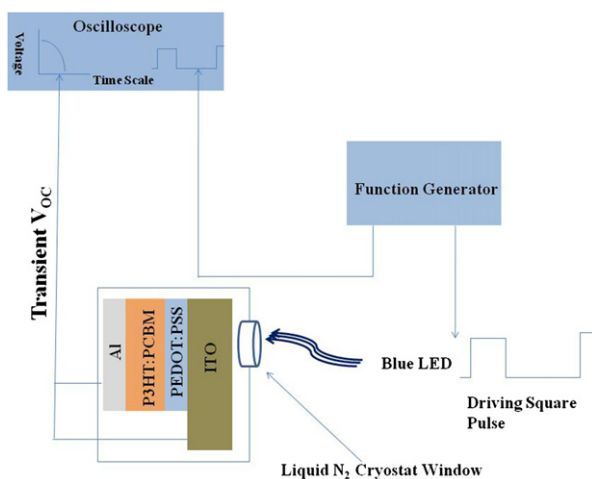 Oscilloscope
Voltage
Time Scale
Function Generator
Transient V_OC
Al
P3HT:PCBM
PEDOT:PSS
ITO
Blue LED
Driving Square
Pulse
Liquid N₂ Cryostat Window